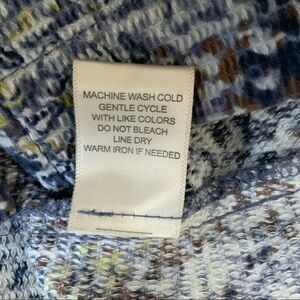 MACHINE WASH COLD
GENTLE CYCLE
WITH LIKE COLORS
DO NOT BLEACH
LINE DRY
WARM IRON IF NEEDED